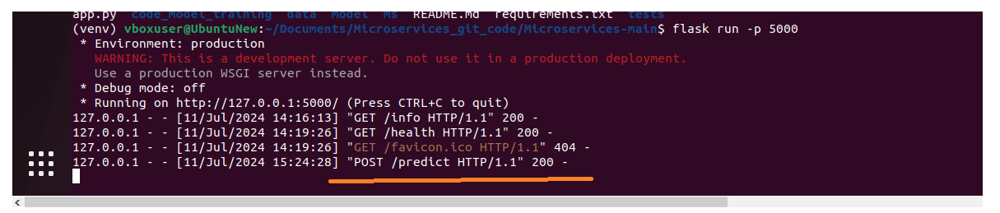 app.py code_model_training data Model ms README.md requirements.txt tests
(venv) vboxuser@UbuntuNew:~/Documents/Microservices_git_code/Microservices-main$ flask run -p 5000
 * Environment: production
   WARNING: This is a development server. Do not use it in a production deployment.
   Use a production WSGI server instead.
 * Debug mode: off
 * Running on http://127.0.0.1:5000/ (Press CTRL+C to quit)
127.0.0.1 - - [11/Jul/2024 14:16:13] "GET /info HTTP/1.1" 200 -
127.0.0.1 - - [11/Jul/2024 14:19:26] "GET /health HTTP/1.1" 200 -
127.0.0.1 - - [11/Jul/2024 14:19:26] "GET /favicon.ico HTTP/1.1" 404 -
127.0.0.1 - - [11/Jul/2024 15:24:28] "POST /predict HTTP/1.1" 200 -